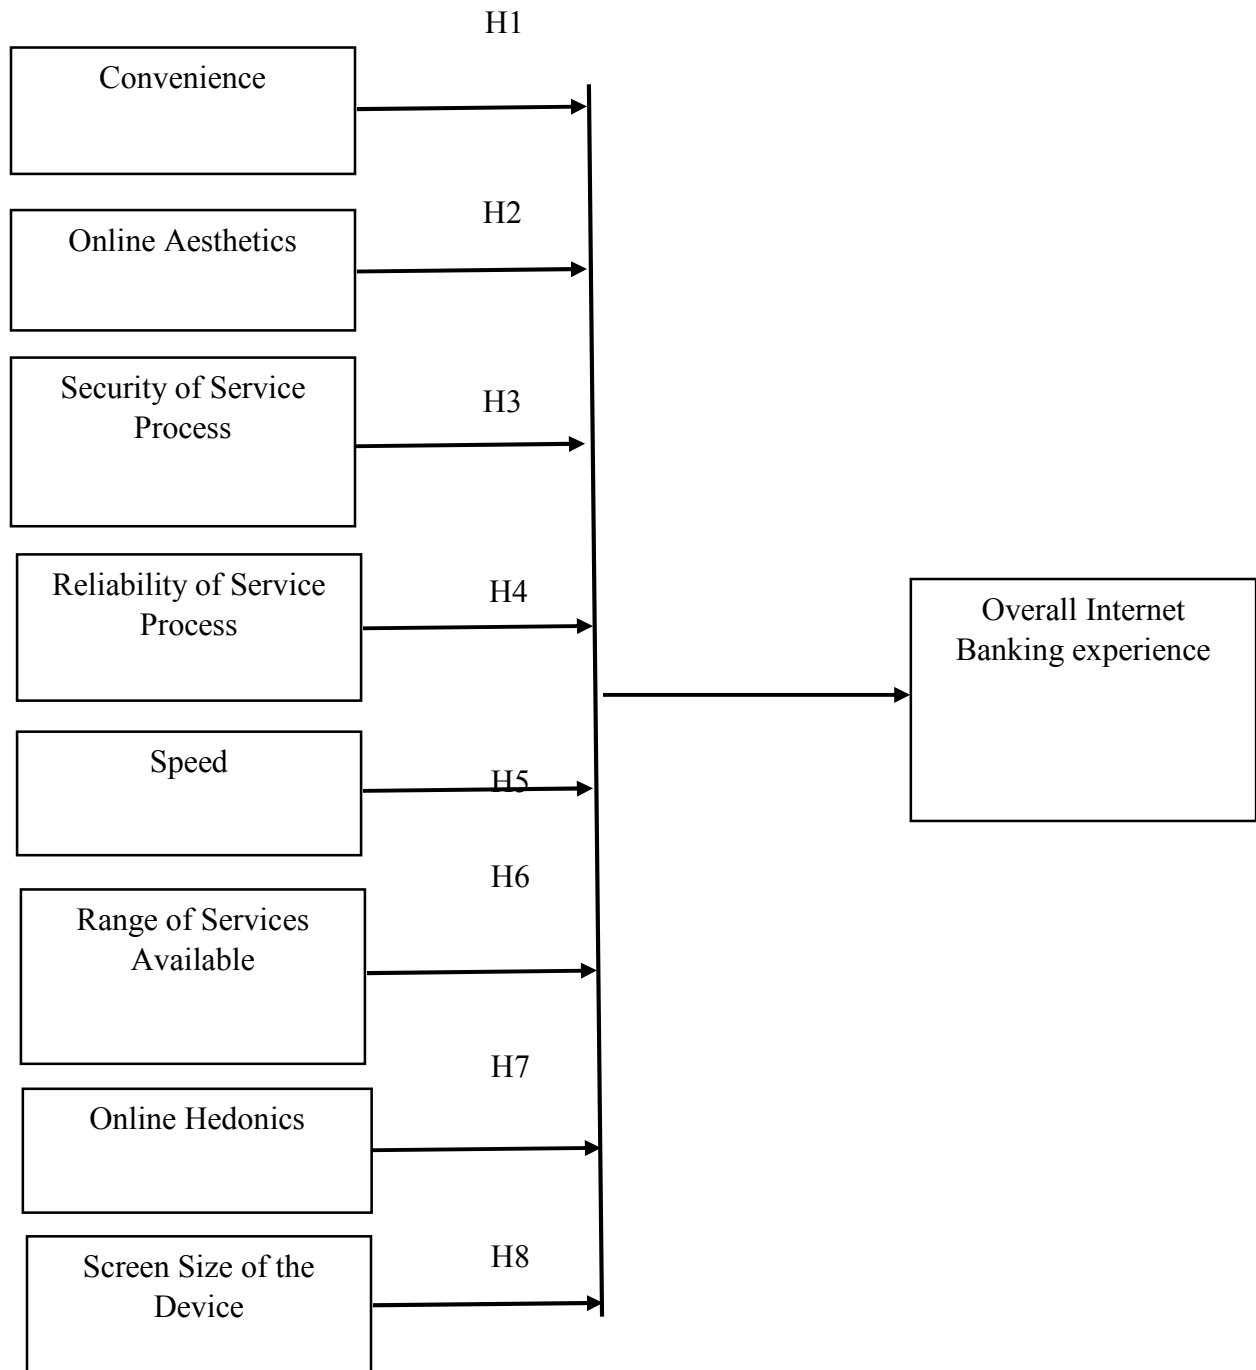 H1
Convenience
H2
Online Aesthetics
Security of Service
Process
H3
Reliability of Service
Process
H4
Overall Internet
Banking experience
Speed
H5
H6
Range of Services
Available
H7
Online Hedonics
H8
Screen Size of the
Device